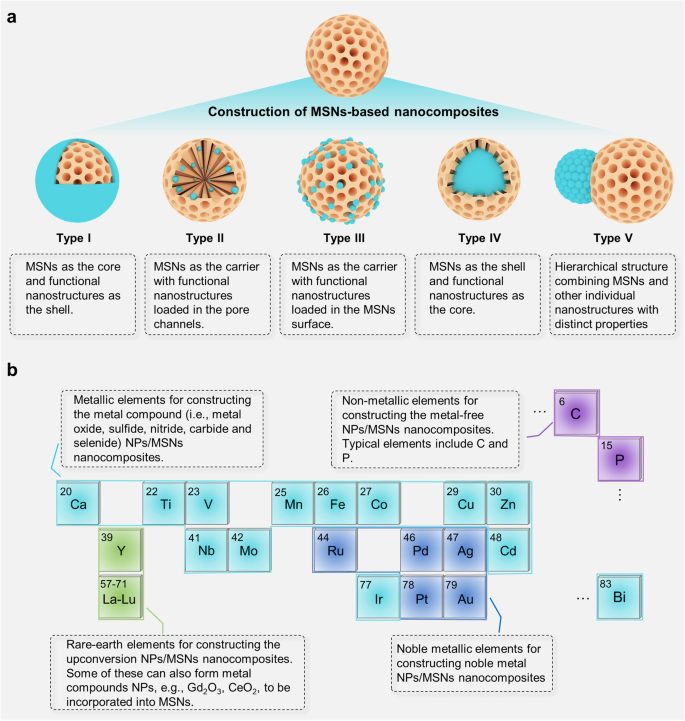 a
Construction of MSNs-based nanocomposites
Type I
Type II
Type III
Type IV
Type V
MSNs as the core
and functional
nanostructures as
the shell.
MSNs as the carrier
with functional
nanostructures
loaded in the pore
channels.
MSNs as the carrier
with functional
nanostructures
loaded in the MSNs
surface.
MSNs as the shell
and functional
nanostructures as
the core.
Hierarchical structure
combining MSNs and
other individual
nanostructures with
distinct properties
b
Metallic elements for constructing
the metal compound (i.e., metal
oxide, sulfide, nitride, carbide and
selenide) NPs/MSNs
nanocomposites.
Non-metallic elements for
constructing the metal-free
NPs/MSNs nanocomposites.
Typical elements include C and
P.
...
6
C
15
P
...
20
Ca
22
Ti
23
V
25
Mn
26
Fe
27
Co
29
Cu
30
Zn
39
Y
41
Nb
42
Mo
44
Ru
46
Pd
47
Ag
48
Cd
57-71
La-Lu
77
Ir
78
Pt
79
Au
...
83
Bi
Rare-earth elements for constructing the
upconversion NPs/MSNs nanocomposites.
Some of these can also form metal
compounds NPs, e.g., Gd₂O₃, CeO₂, to be
incorporated into MSNs.
Noble metallic elements for
constructing noble metal
NPs/MSNs nanocomposites